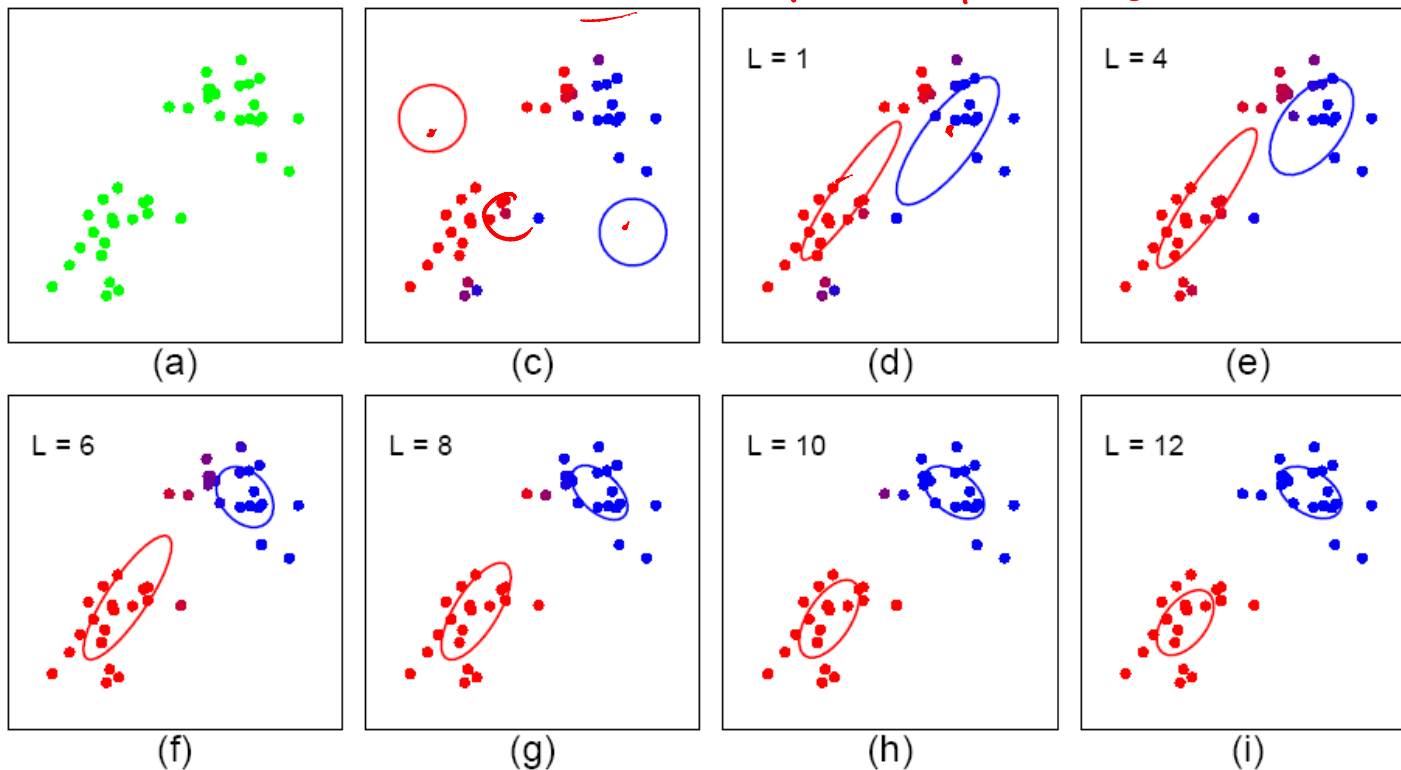 L = 1
L = 4
(a)
(c)
(d)
(e)
L = 6
L = 8
L = 10
L = 12
(f)
(g)
(h)
(i)